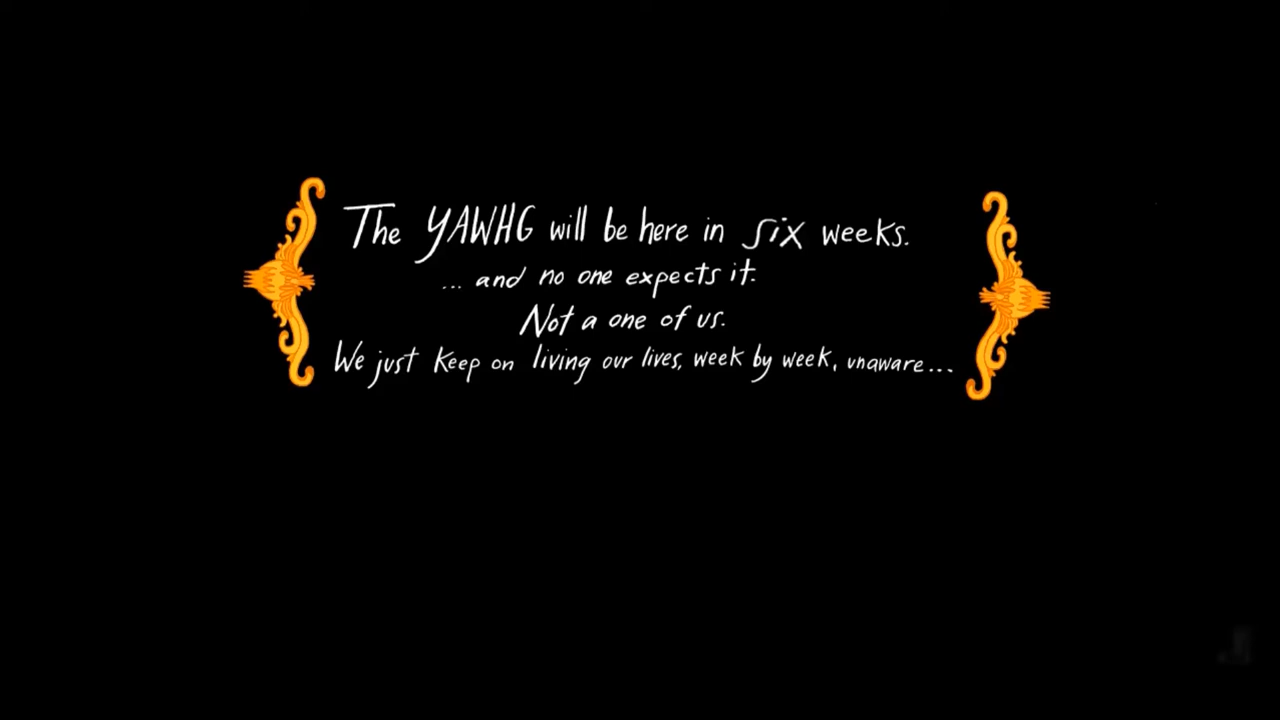 The YAWHG will be here in six weeks.
... and no one expects it.
Not a one of us.
We just keep on living our lives, week by week, unaware...